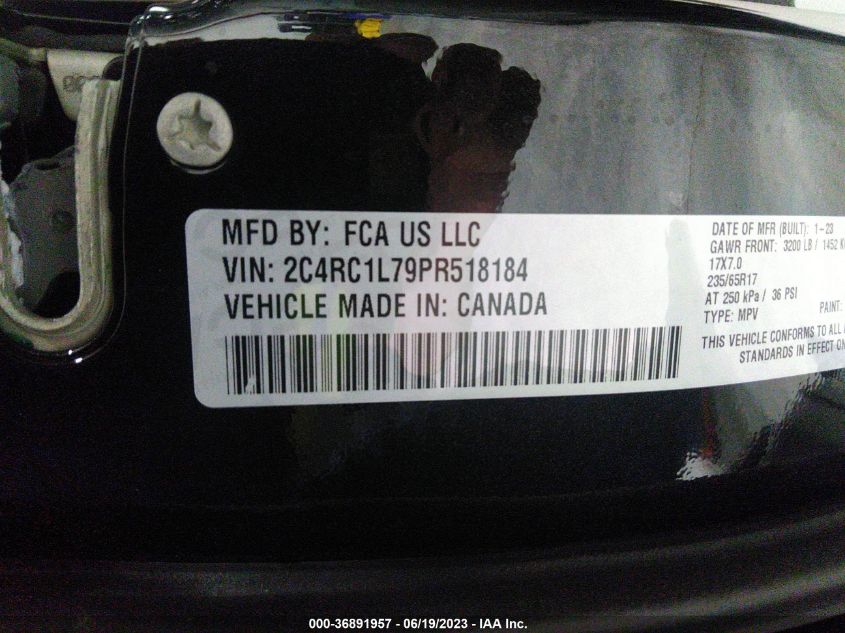 MFD BY: FCA US LLC
VIN: 2C4RC1L79PR518184
VEHICLE MADE IN: CANADA
DATE OF MFR (BUILT): 1-23
GAWR FRONT: 3200 LB / 1452
17X7.0
235/65R17
AT 250 kPa / 36 PSI
TYPE: MPV PAINT:
THIS VEHICLE CONFORMS TO ALL
STANDARDS IN EFFECT ON
000-36891957 - 06/19/2023 - IAA Inc.